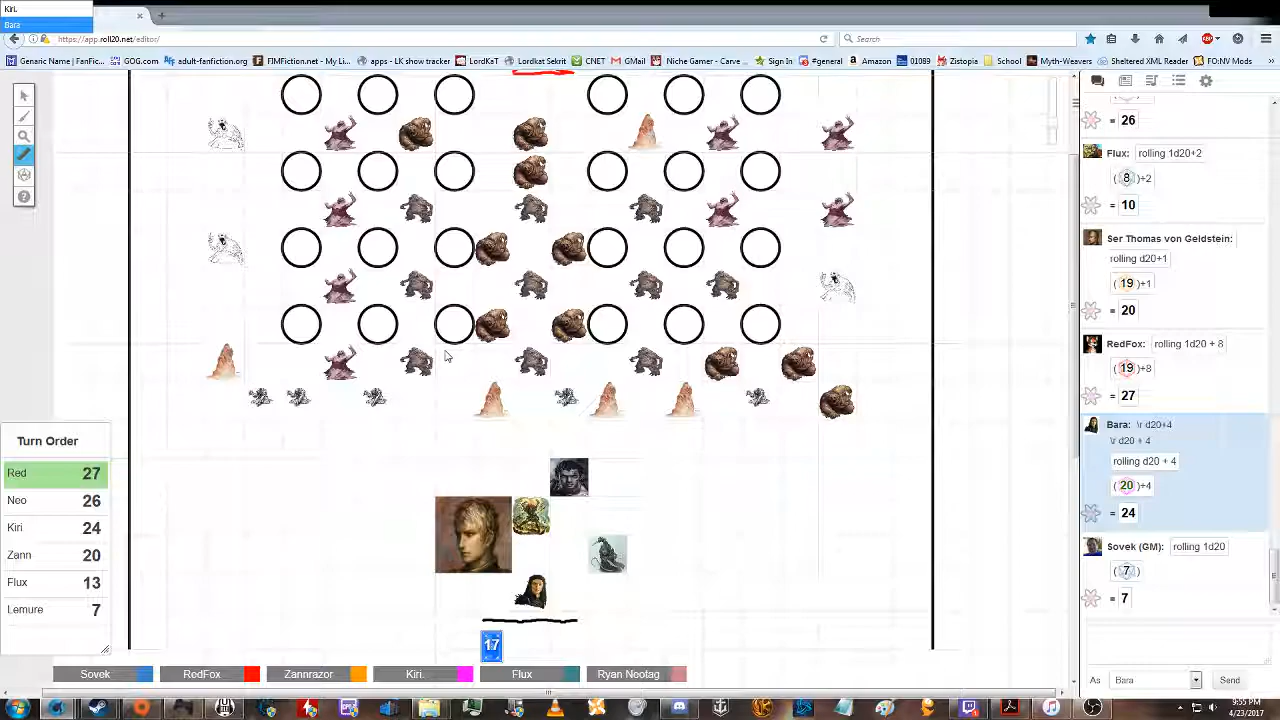 Kiri.
Bara
https://app.roll20.net/editor/
Search
Generic Name | FanFic... GOG.com adult-fanfiction.org FIMFiction.net - My Li... apps - LK show tracker LordKaT Lordkat Sekrit CNET GMail Niche Gamer - Carve ... Sign In #general Amazon 01089 Zistopia School Myth-Weavers Sheeted XML Reader FO:NV Mods
= 26
Flux: rolling 1d20+2
(8)+2
= 10
Ser Thomas von Geldstein:
rolling d20+1
(19)+1
= 20
RedFox: rolling 1d20 + 8
(19)+8
= 27
Bara: \r d20+4
\r d20 + 4
rolling d20 + 4
(20)+4
= 24
Sovek (GM): rolling 1d20
(7)
= 7
Turn Order
Red 27
Neo 26
Kiri 24
Zann 20
Flux 13
Lemure 7
17
Sovek RedFox Zannrazor Kiri. Flux Ryan Neotag
As Bara Send
9:55 PM
4/23/2017